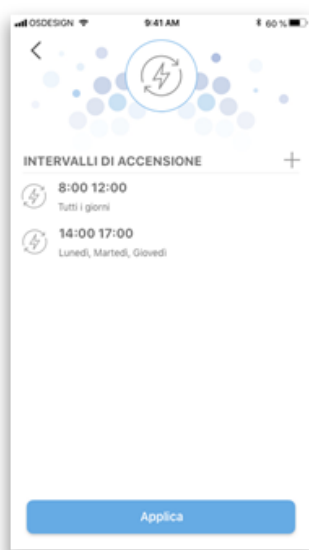 OSDESIGN 9:41 AM 60 %
INTERVALLI DI ACCENSIONE
8:00 12:00
Tutti i giorni
14:00 17:00
Lunedì, Martedì, Giovedì
Applica